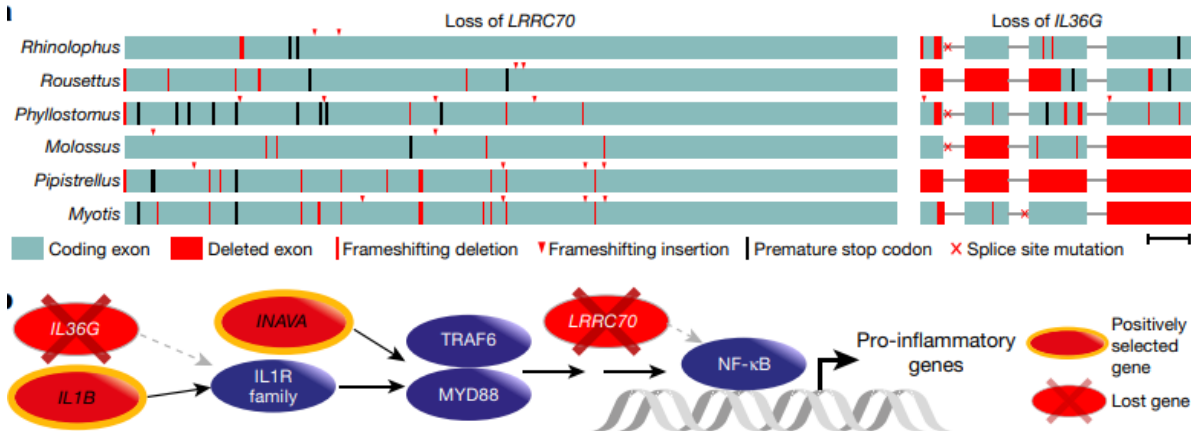 Loss of LRRC70
Loss of IL36G
Rhinolophus
Rousettus
Phyllostomus
Molossus
Pipistrellus
Myotis
Coding exon
Deleted exon
Frameshifting deletion
Frameshifting insertion
Premature stop codon
Splice site mutation
IL36G
INAVA
LRRC70
TRAF6
Pro-inflammatory
genes
Positively
selected
gene
IL1B
IL1R
family
MYD88
NF-κB
Lost gene